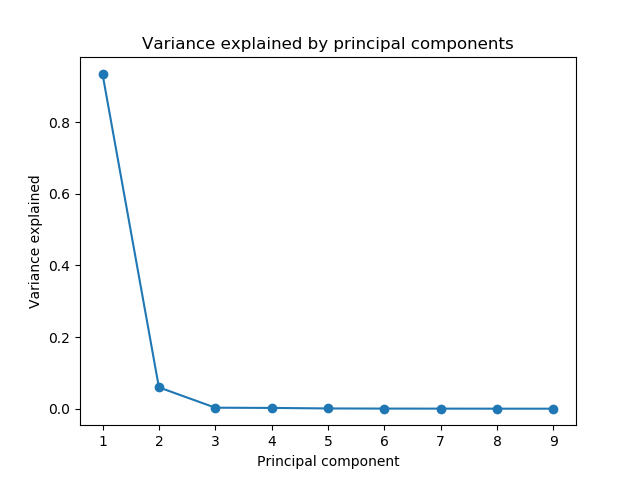 Variance explained by principal components
Variance explained
0.8
0.6
0.4
0.2
0.0
1 2 3 4 5 6 7 8 9
Principal component